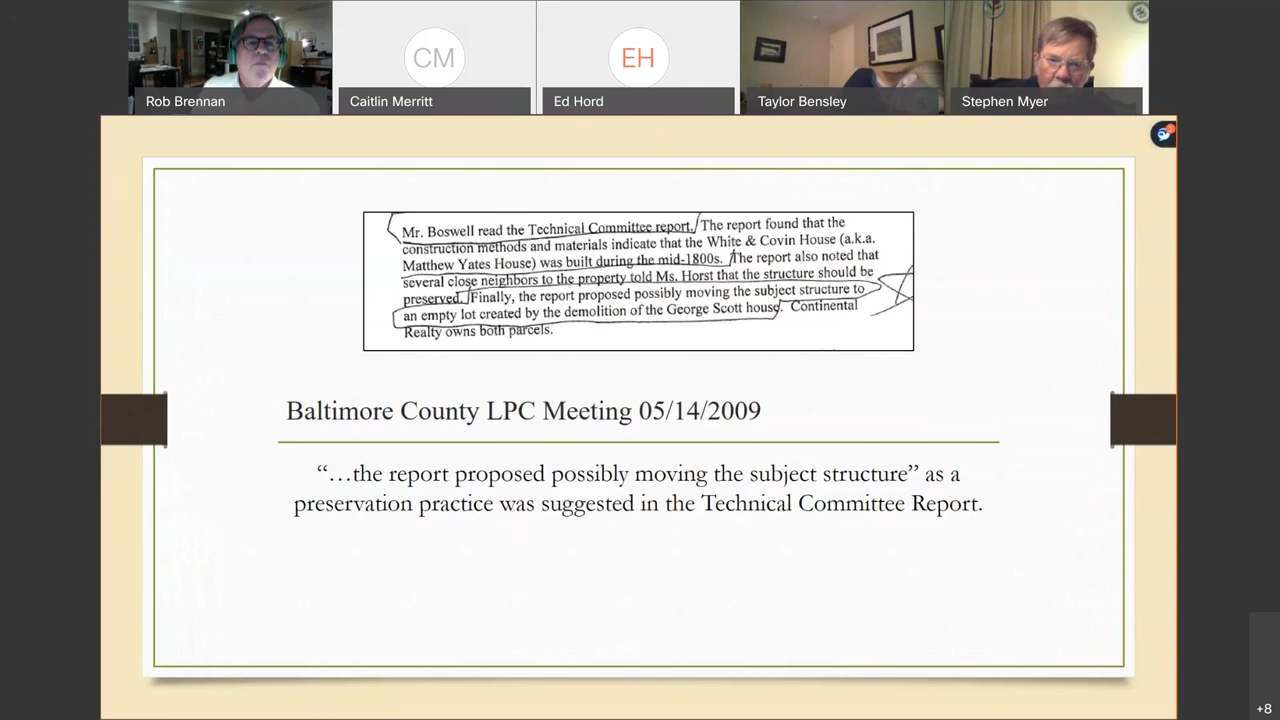 CM
EH
Rob Brennan
Caitlin Merritt
Ed Hord
Taylor Bensley
Stephen Myer
Mr. Boswell read the Technical Committee report. The report found that the
construction methods and materials indicate that the White & Covin House (a.k.a.
Matthew Yates House) was built during the mid-1800s. The report also noted that
several close neighbors to the property told Ms. Horst that the structure should be
preserved. Finally, the report proposed possibly moving the subject structure to
an empty lot created by the demolition of the George Scott house. Continental
Realty owns both parcels.
Baltimore County LPC Meeting 05/14/2009
“…the report proposed possibly moving the subject structure” as a
preservation practice was suggested in the Technical Committee Report.
+8